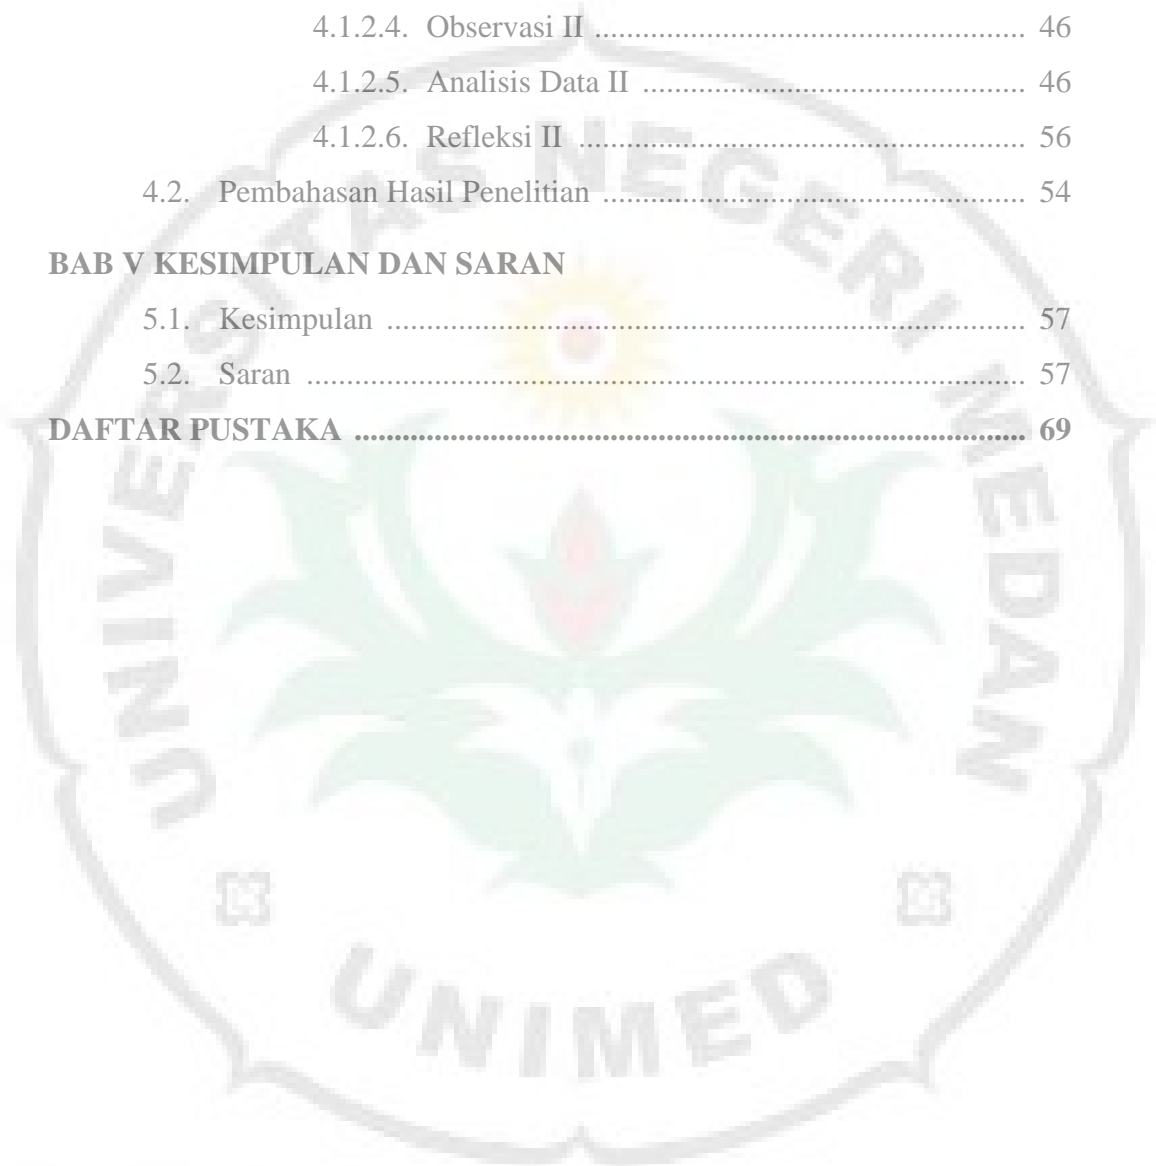 4.1.2.4. Observasi II .................................................... 46
4.1.2.5. Analisis Data II .............................................. 46
4.1.2.6. Refleksi II ...................................................... 56
4.2. Pembahasan Hasil Penelitian .................................................... 54
BAB V KESIMPULAN DAN SARAN
5.1. Kesimpulan ............................................................................... 57
5.2. Saran ......................................................................................... 57
DAFTAR PUSTAKA .................................................................................. 69
UNIVERSITAS NEGERI MEDAN
UNIMED